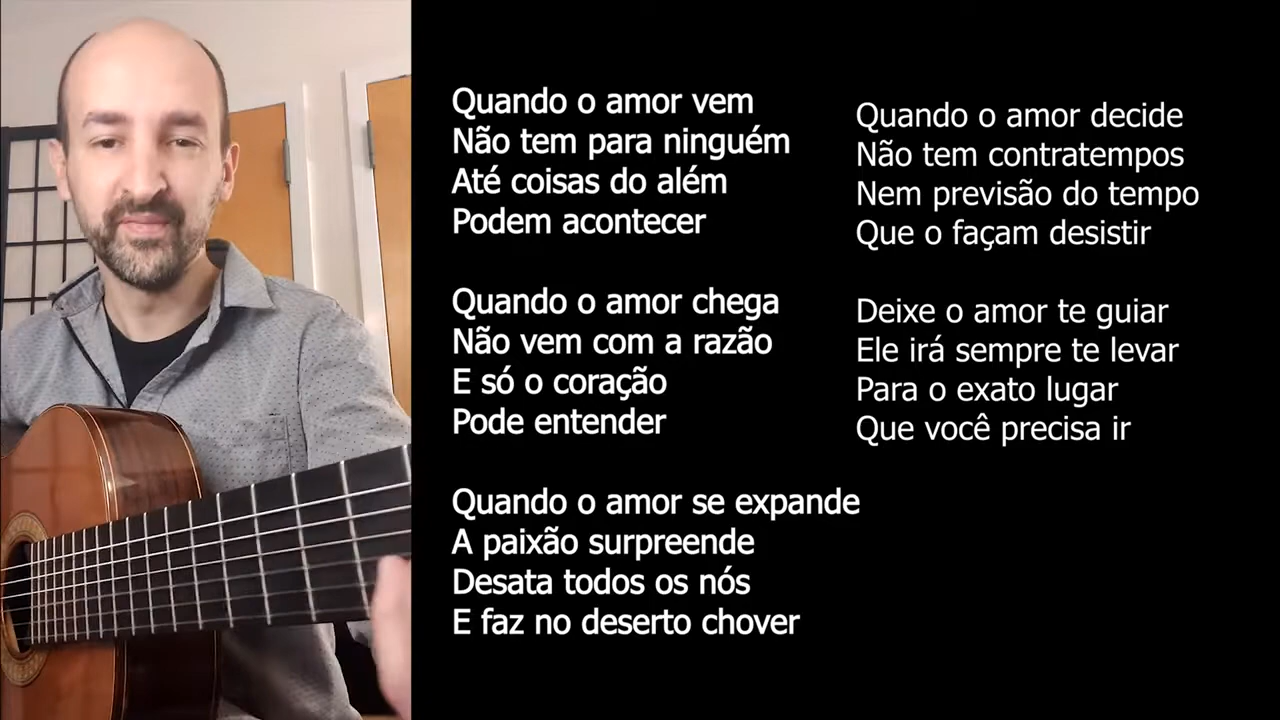 Quando o amor vem
Não tem para ninguém
Até coisas do além
Podem acontecer
Quando o amor chega
Não vem com a razão
E só o coração
Pode entender
Quando o amor se expande
A paixão surpreende
Desata todos os nós
E faz no deserto chover
Quando o amor decide
Não tem contratempos
Nem previsão do tempo
Que o façam desistir
Deixe o amor te guiar
Ele irá sempre te levar
Para o exato lugar
Que você precisa ir